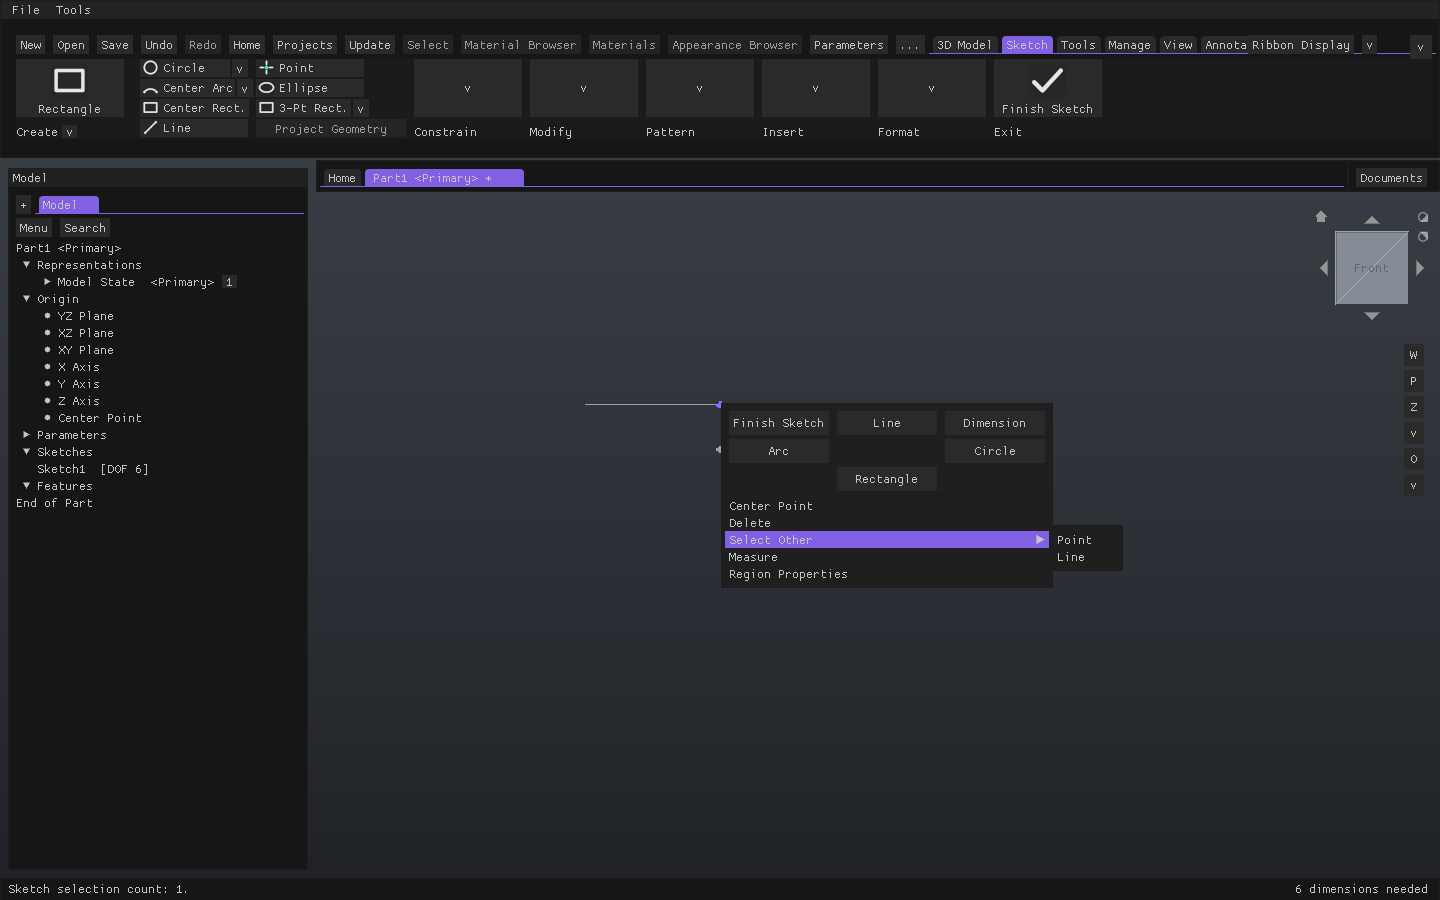 File Tools
New Open Save Undo Redo Home Projects Update Select Material Browser Materials Appearance Browser Parameters ... 3D Model Sketch Tools Manage View Annota Ribbon Display v v
Circle v Point
Center Arc v Ellipse v v v v v
Rectangle Center Rect. 3-Pt Rect. v Finish Sketch
Line Project Geometry
Create v Constrain Modify Pattern Insert Format Exit
Model Home Part1 <Primary> * Documents
+ Model
Menu Search
Part1 <Primary>
Representations
Model State <Primary> 1
Origin
YZ Plane
XZ Plane
XY Plane
X Axis
Y Axis
Z Axis
Center Point
Parameters
Sketches
Sketch1 [DOF 6]
Features
End of Part
Front
W
P
Z
v
O
v
Finish Sketch Line Dimension
Arc Circle
Rectangle
Center Point
Delete
Select Other Point
Measure Line
Region Properties
Sketch selection count: 1. 6 dimensions needed